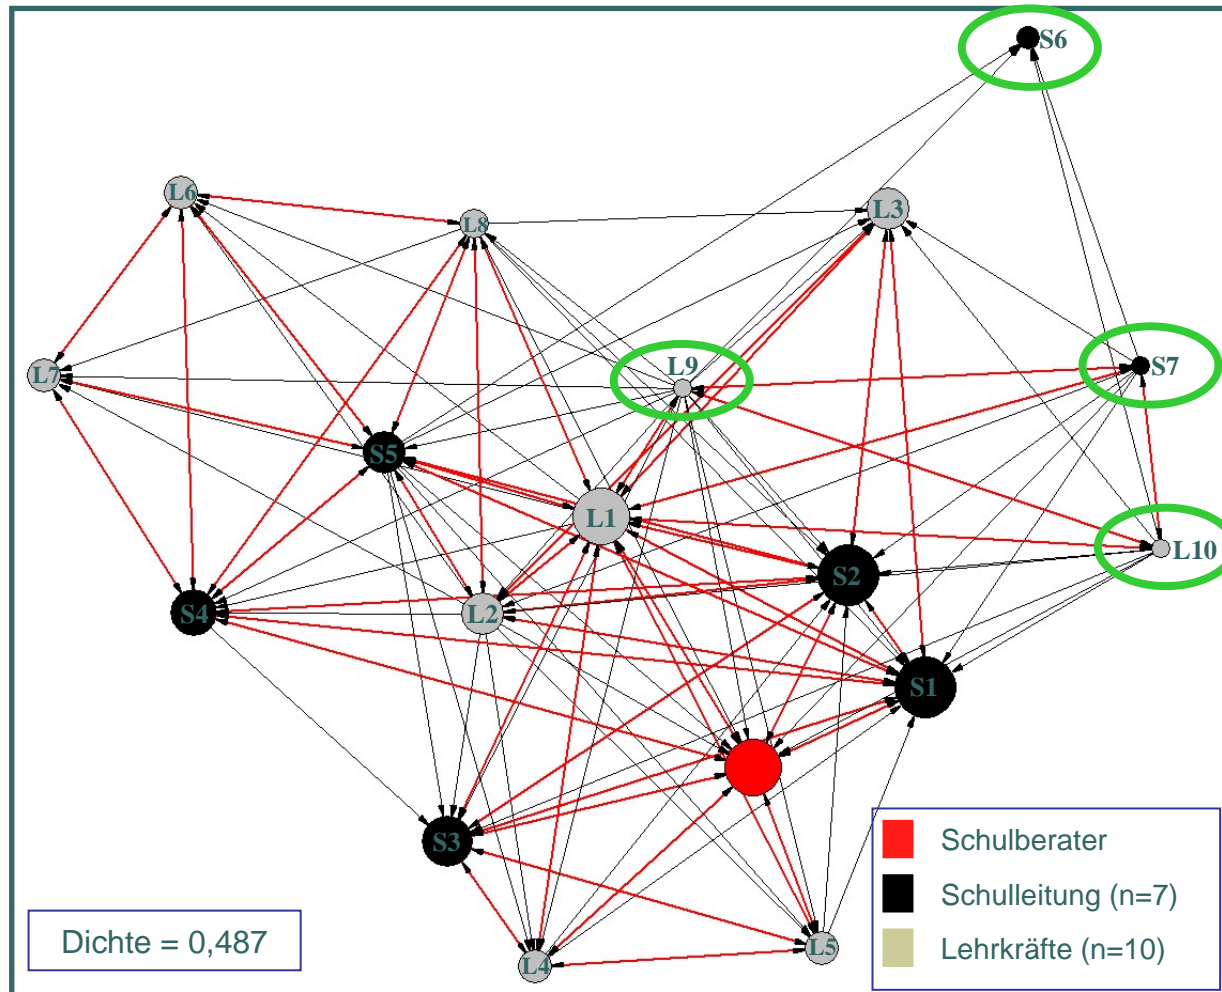 S6
L6
L8
L3
L9
S7
L7
S5
L1
L10
S2
S4
L2
S1
S3
L5
L4
Schulberater
Schulleitung (n=7)
Lehrkräfte (n=10)
Dichte = 0,487